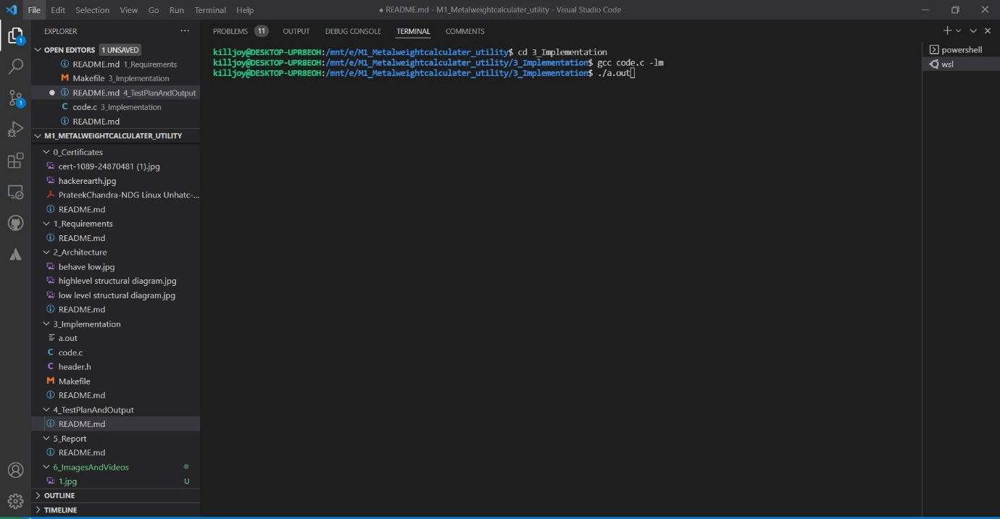 File Edit Selection View Go Run Terminal Help
● README.md - M1_Metalweightcalculater_utility - Visual Studio Code
EXPLORER
OPEN EDITORS 1 UNSAVED
README.md 1_Requirements
Makefile 3_Implementation
README.md 4_TestPlanAndOutput
code.c 3_Implementation
README.md
M1_METALWEIGHTCALCULATER_UTILITY
0_Certificates
cert-1089-24870481 (1).jpg
hackerearth.jpg
PrateekChandra-NDG Linux Unhatc-...
README.md
1_Requirements
README.md
2_Architecture
behave low.jpg
highlevel structural diagram.jpg
low level structural diagram.jpg
README.md
3_Implementation
a.out
code.c
header.h
Makefile
README.md
4_TestPlanAndOutput
README.md
5_Report
README.md
6_ImagesAndVideos
1.jpg U
OUTLINE
TIMELINE
1
1
PROBLEMS 11 OUTPUT DEBUG CONSOLE TERMINAL COMMENTS
killjoy@DESKTOP-UPR8EOH:/mnt/e/M1_Metalweightcalculater_utility$ cd 3_Implementation
killjoy@DESKTOP-UPR8EOH:/mnt/e/M1_Metalweightcalculater_utility/3_Implementation$ gcc code.c -lm
killjoy@DESKTOP-UPR8EOH:/mnt/e/M1_Metalweightcalculater_utility/3_Implementation$ ./a.out
powershell
wsl